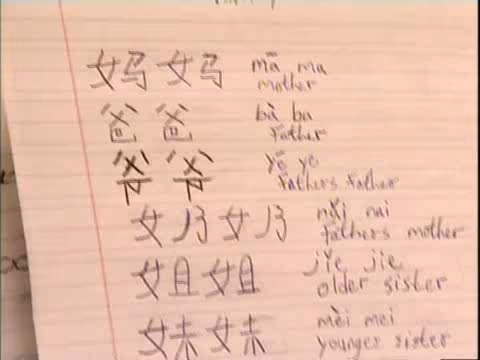 妈妈 mā ma
mother
爸爸 bà ba
Father
爷爷 yé ye
fathers father
奶奶 nǎi nai
fathers mother
姐姐 jiě jie
older sister
妹妹 mèi mei
younger sister